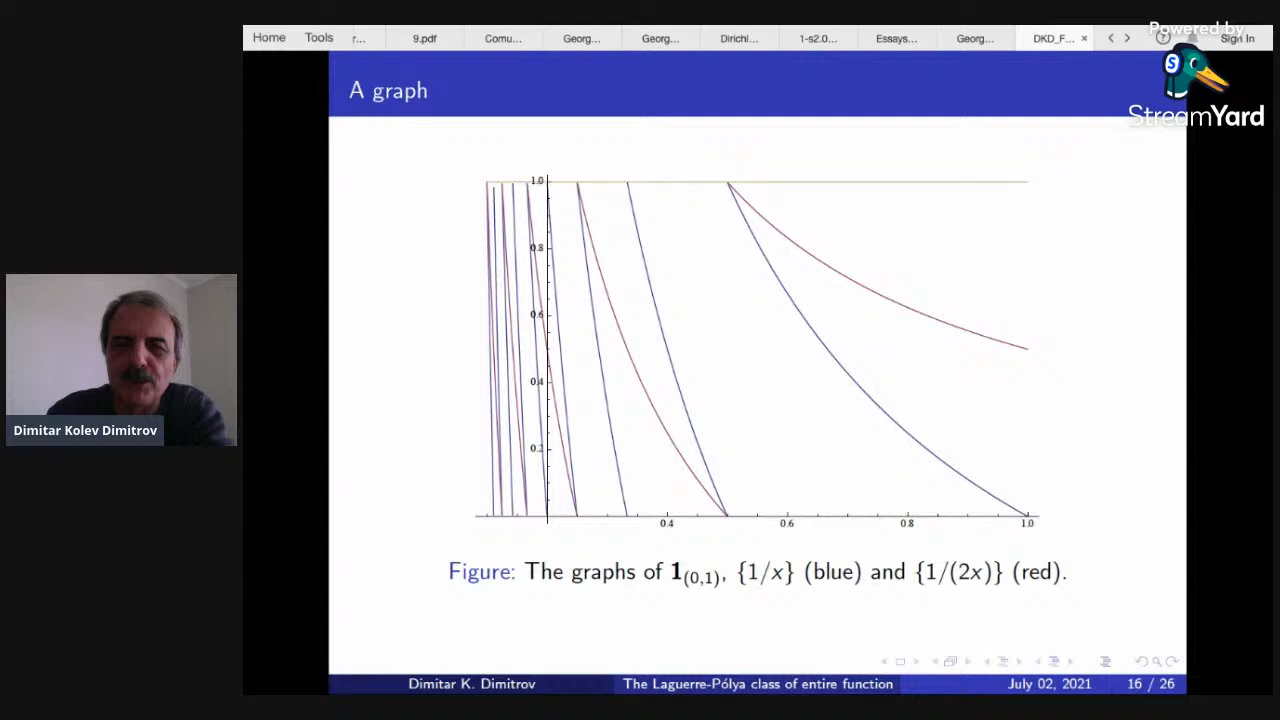 Home Tools r... 9.pdf Comu... Georg... Georg... Dirichl... 1-s2.0... Essays... Georg... DKD_F... × Sign In
Powered by
StreamYard
A graph
1.0
0.8
0.6
0.4
0.2
0.4 0.6 0.8 1.0
Figure: The graphs of 1(0,1), {1/x} (blue) and {1/(2x)} (red).
Dimitar Kolev Dimitrov
Dimitar K. Dimitrov The Laguerre-Pólya class of entire function July 02, 2021 16 / 26